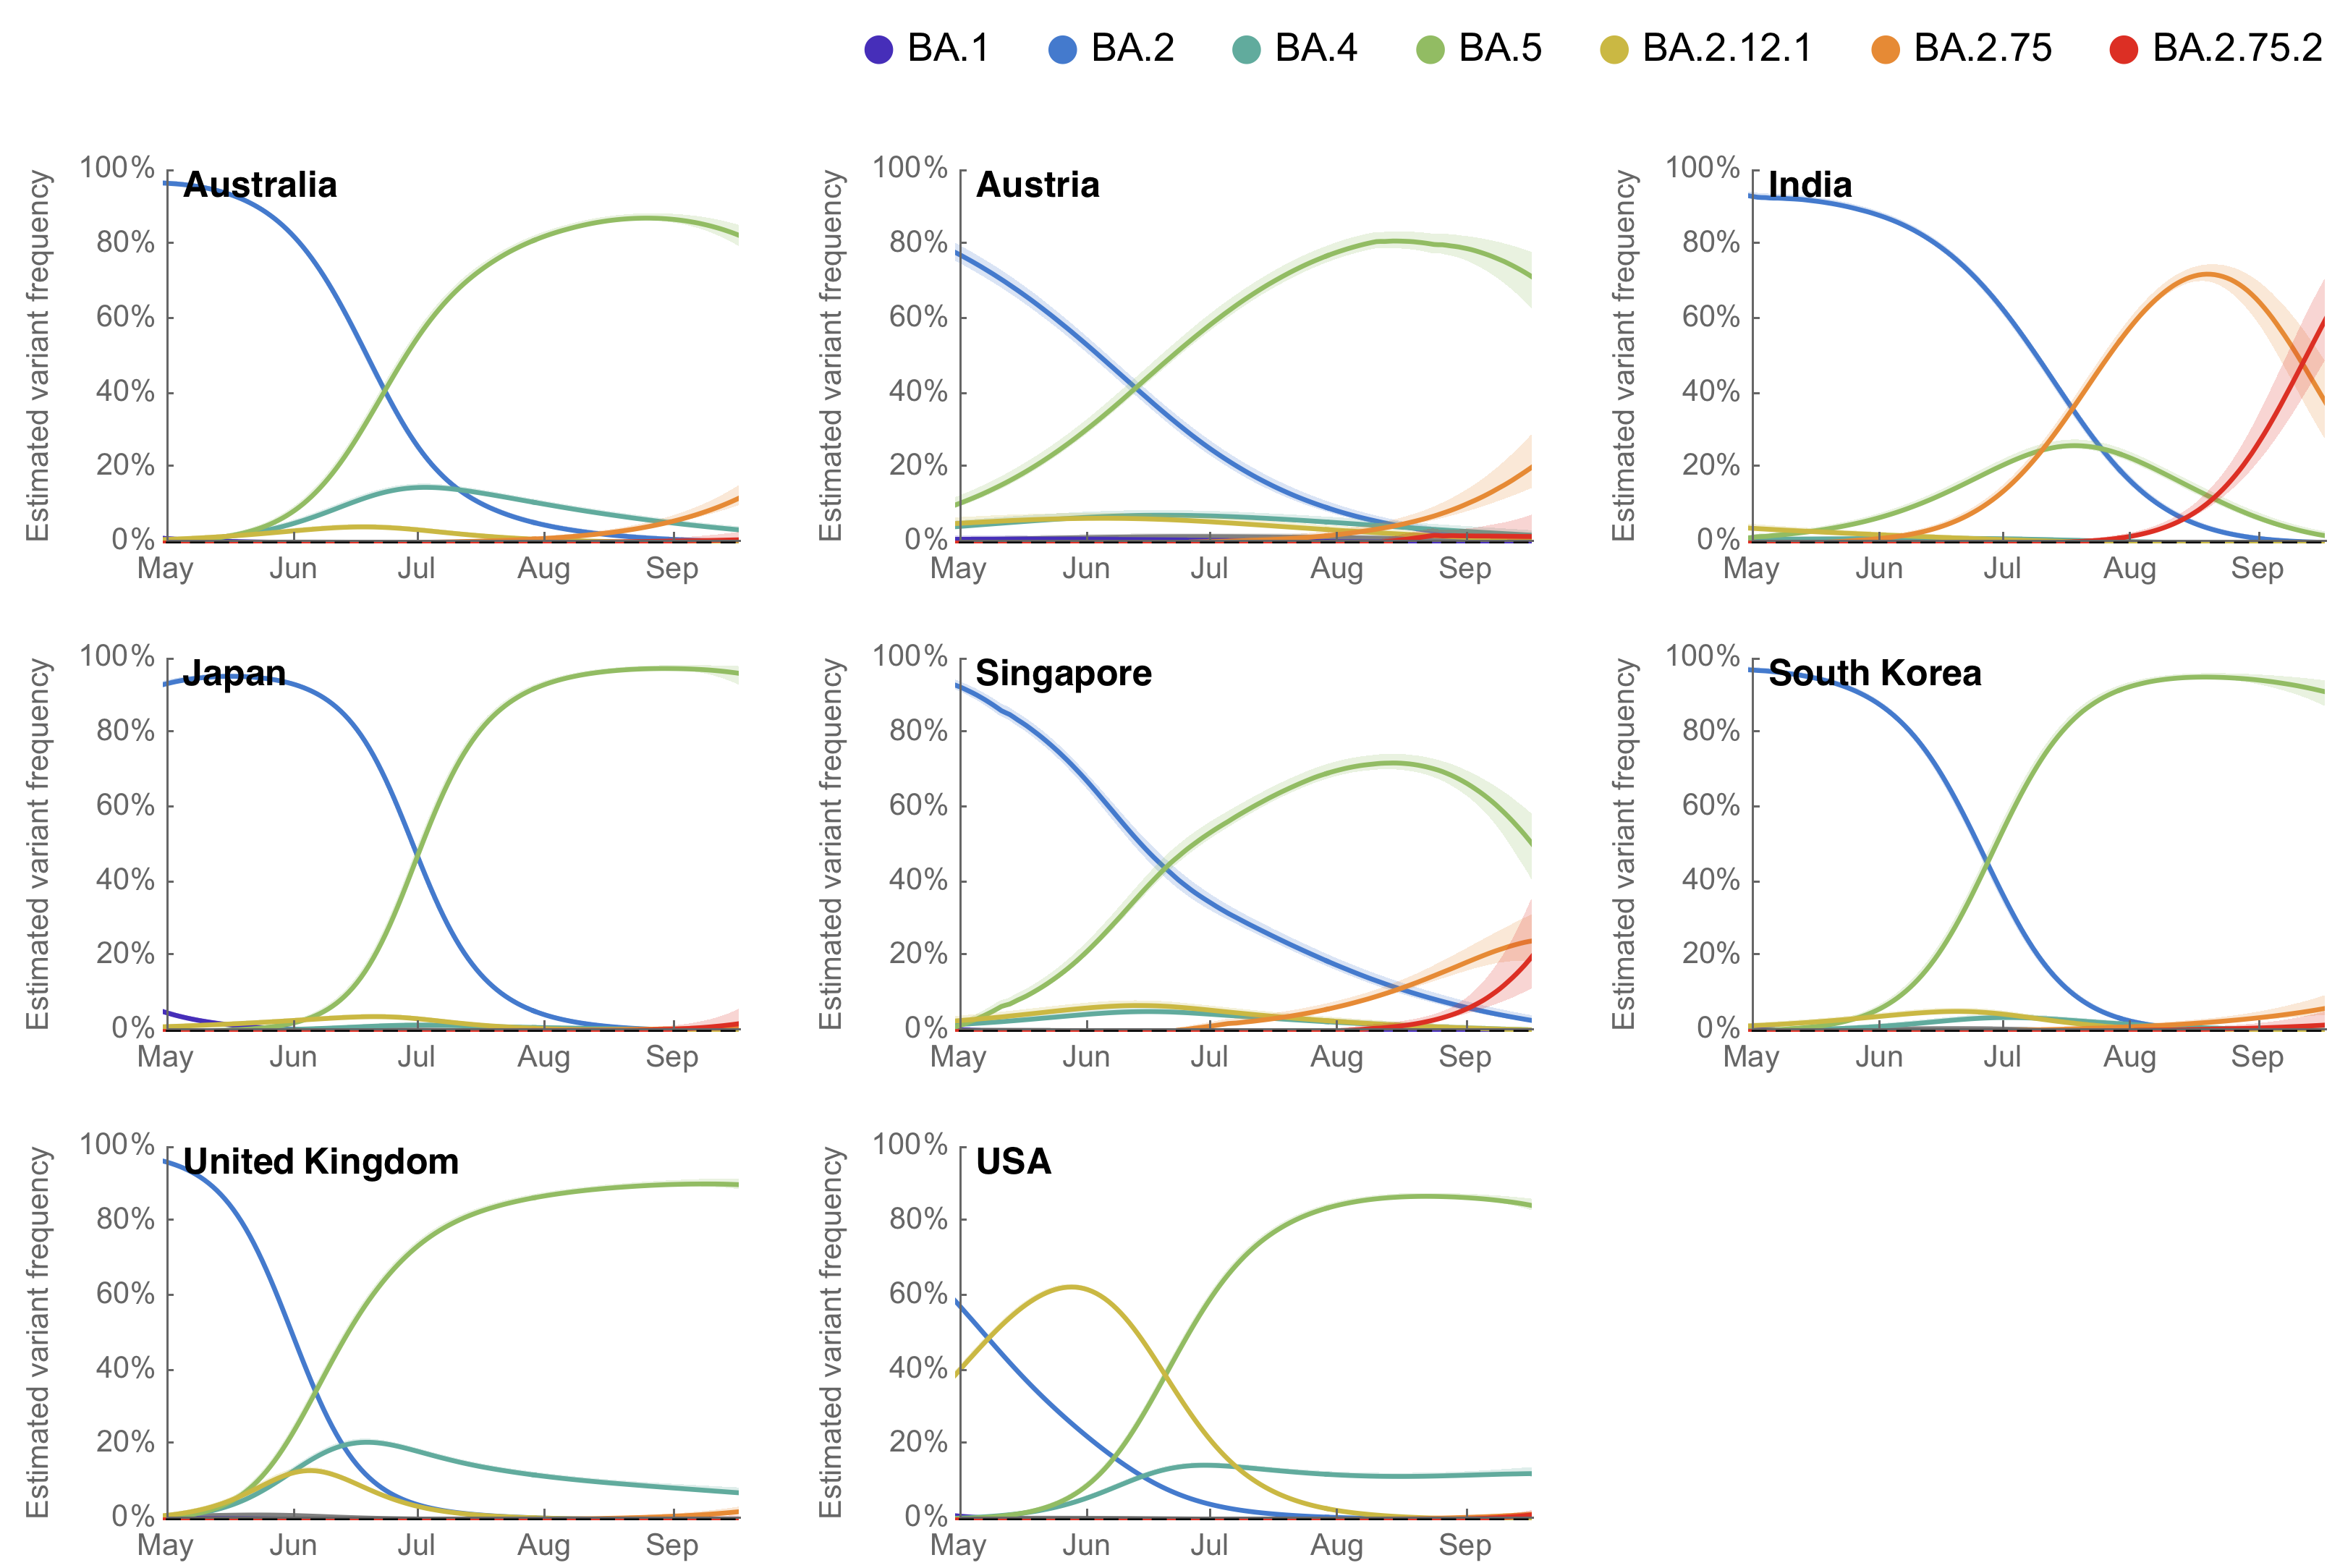 BA.1 BA.2 BA.4 BA.5 BA.2.12.1 BA.2.75 BA.2.75.2
Australia
Estimated variant frequency
100%
80%
60%
40%
20%
0%
May Jun Jul Aug Sep
Austria
Estimated variant frequency
100%
80%
60%
40%
20%
0%
May Jun Jul Aug Sep
India
Estimated variant frequency
100%
80%
60%
40%
20%
0%
May Jun Jul Aug Sep
Japan
Estimated variant frequency
100%
80%
60%
40%
20%
0%
May Jun Jul Aug Sep
Singapore
Estimated variant frequency
100%
80%
60%
40%
20%
0%
May Jun Jul Aug Sep
South Korea
Estimated variant frequency
100%
80%
60%
40%
20%
0%
May Jun Jul Aug Sep
United Kingdom
Estimated variant frequency
100%
80%
60%
40%
20%
0%
May Jun Jul Aug Sep
USA
Estimated variant frequency
100%
80%
60%
40%
20%
0%
May Jun Jul Aug Sep